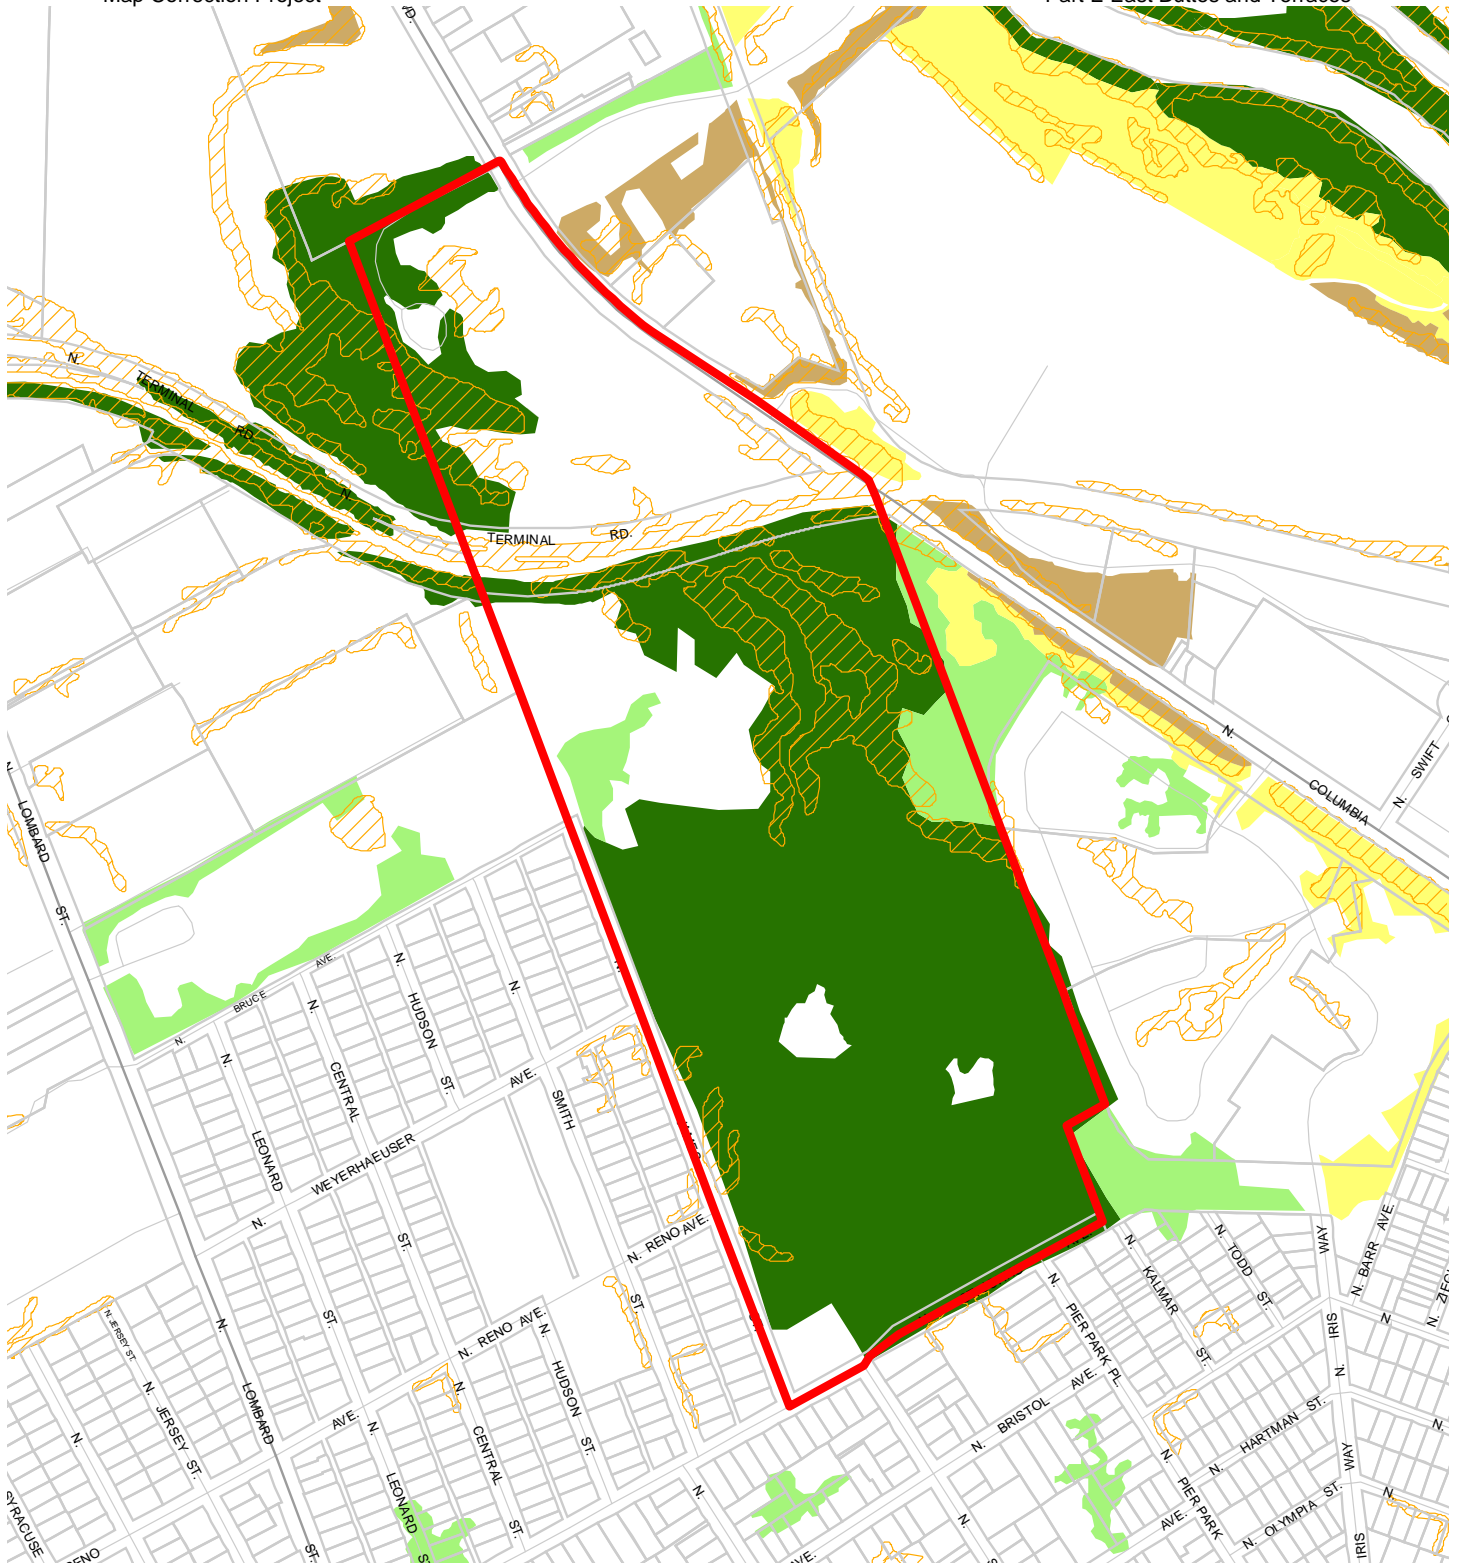 Map Correction Project
Part E East Buttes and Terraces
N.
TERMINAL
RD.
N.
TERMINAL
RD.
N.
COLUMBIA
N. SWIFT
LOMBARD
ST.
N. BRUCE AVE.
N.
HUDSON
ST.
N.
CENTRAL
ST.
N.
LEONARD
ST.
N.
SMITH
ST.
N. WEYERHAEUSER AVE.
N. RENO AVE.
N. RENO AVE.
N.
HUDSON
ST.
N.
CENTRAL
ST.
N.
LEONARD
N.
LOMBARD
ST.
N. JERSEY ST.
N. JERSEY ST.
N.
AVE.
N.
PIER PARK PL.
N.
KALMAR
ST.
N. TODD ST.
N. BARR AVE.
WAY
IRIS
N.
WAY
IRIS
N. BRISTOL AVE.
N. HARTMAN ST.
N. OLYMPIA ST.
N.
PIER PARK
AVE.
N.
N.
N.
N.
N.